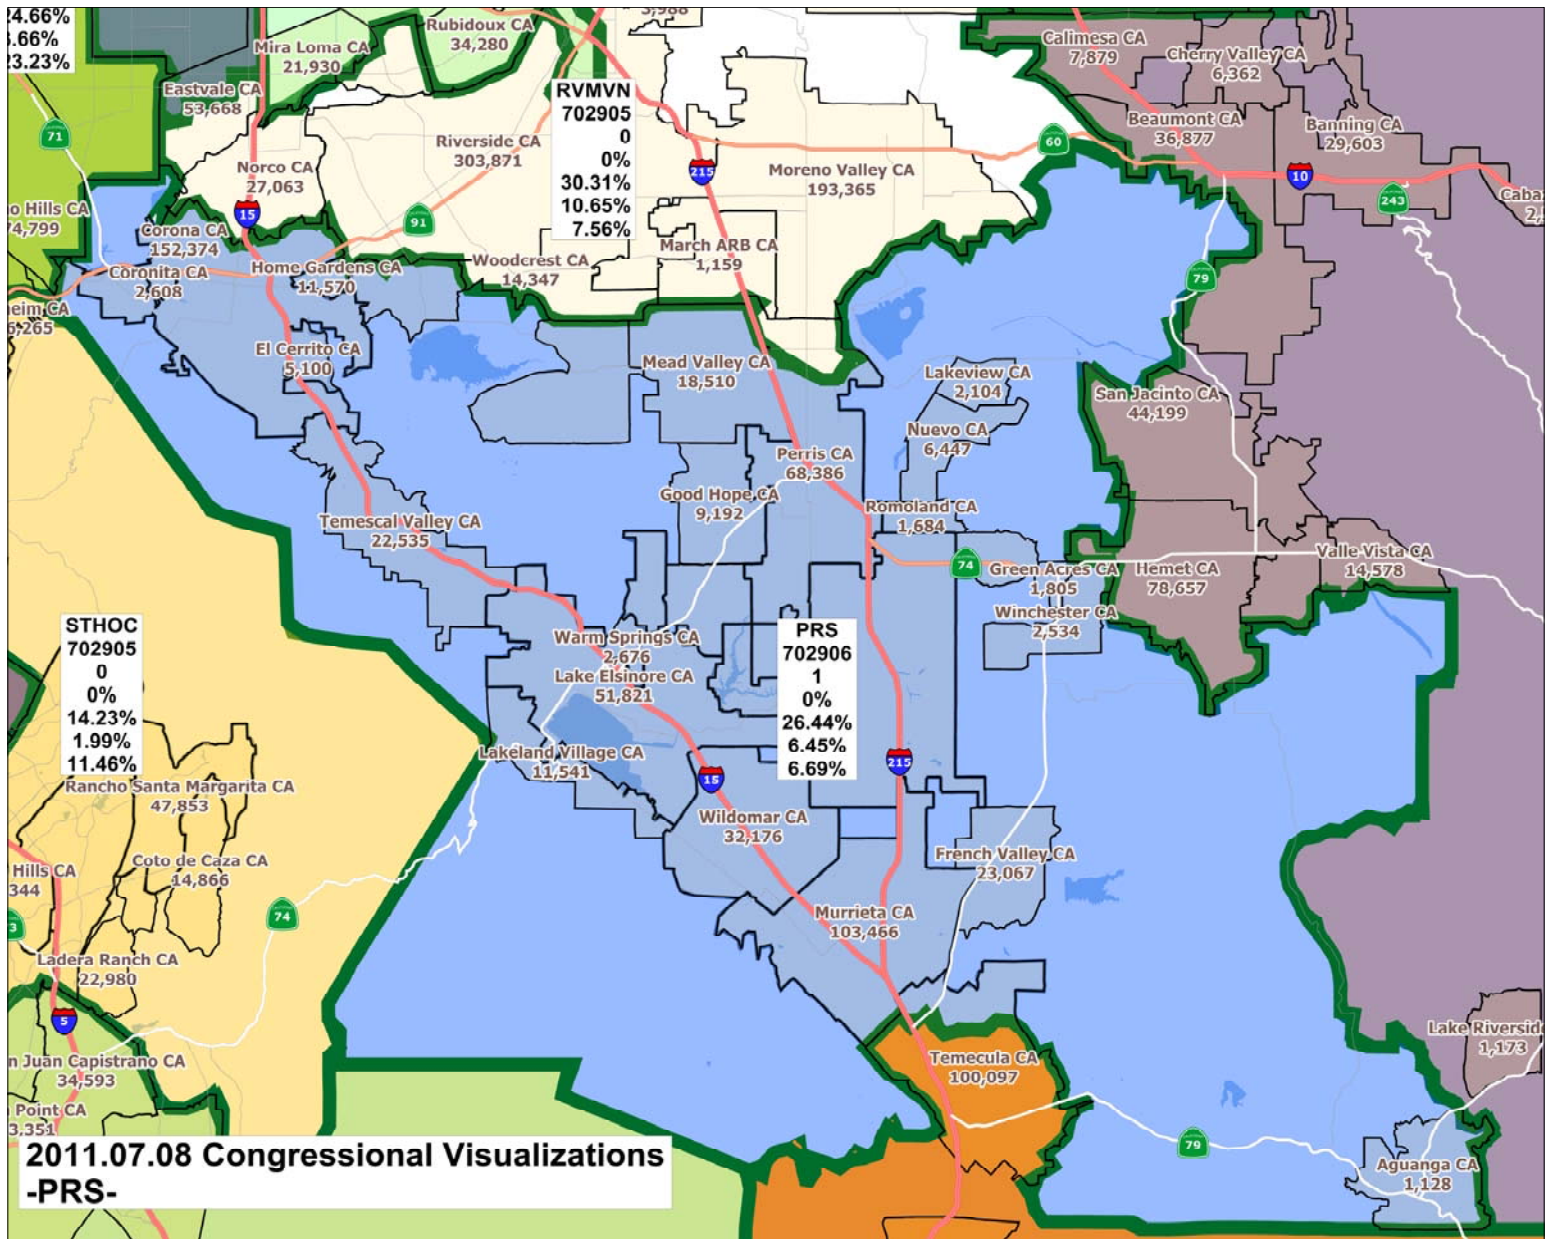 24.66%
23.23%
Mira Loma CA
21,930
Rubidoux CA
34,280
Eastvale CA
53,668
71
Norco CA
27,063
15
Riverside CA
303,871
91
RVMVN
702905
0
0%
30.31%
10.65%
7.56%
215
Moreno Valley CA
193,365
60
Calimesa CA
7,879
Cherry Valley CA
6,362
Beaumont CA
36,877
Banning CA
29,603
10
243
Hills CA
74,799
Corona CA
152,374
Coronita CA
2,608
Home Gardens CA
11,570
Woodcrest CA
14,347
March ARB CA
1,159
79
El Cerrito CA
5,100
Mead Valley CA
18,510
Lakeview CA
2,104
Nuevo CA
6,447
San Jacinto CA
44,199
Perris CA
68,386
Good Hope CA
9,192
Romoland CA
1,684
Temescal Valley CA
22,535
74
Green Acres CA
1,805
Hemet CA
78,657
Valle Vista CA
14,578
Winchester CA
2,534
STHOC
702905
0
0%
14.23%
1.99%
11.46%
Warm Springs CA
2,676
Lake Elsinore CA
51,821
PRS
702906
1
0%
26.44%
6.45%
6.69%
Lakeland Village CA
11,541
15
215
Rancho Santa Margarita CA
47,853
Wildomar CA
32,176
Coto de Caza CA
14,866
Hills CA
344
French Valley CA
23,067
74
Murrieta CA
103,466
Ladera Ranch CA
22,980
5
Juan Capistrano CA
34,593
Point CA
3,351
Temecula CA
100,097
Lake Riverside
1,173
79
Aguanga CA
1,128
2011.07.08 Congressional Visualizations
-PRS-